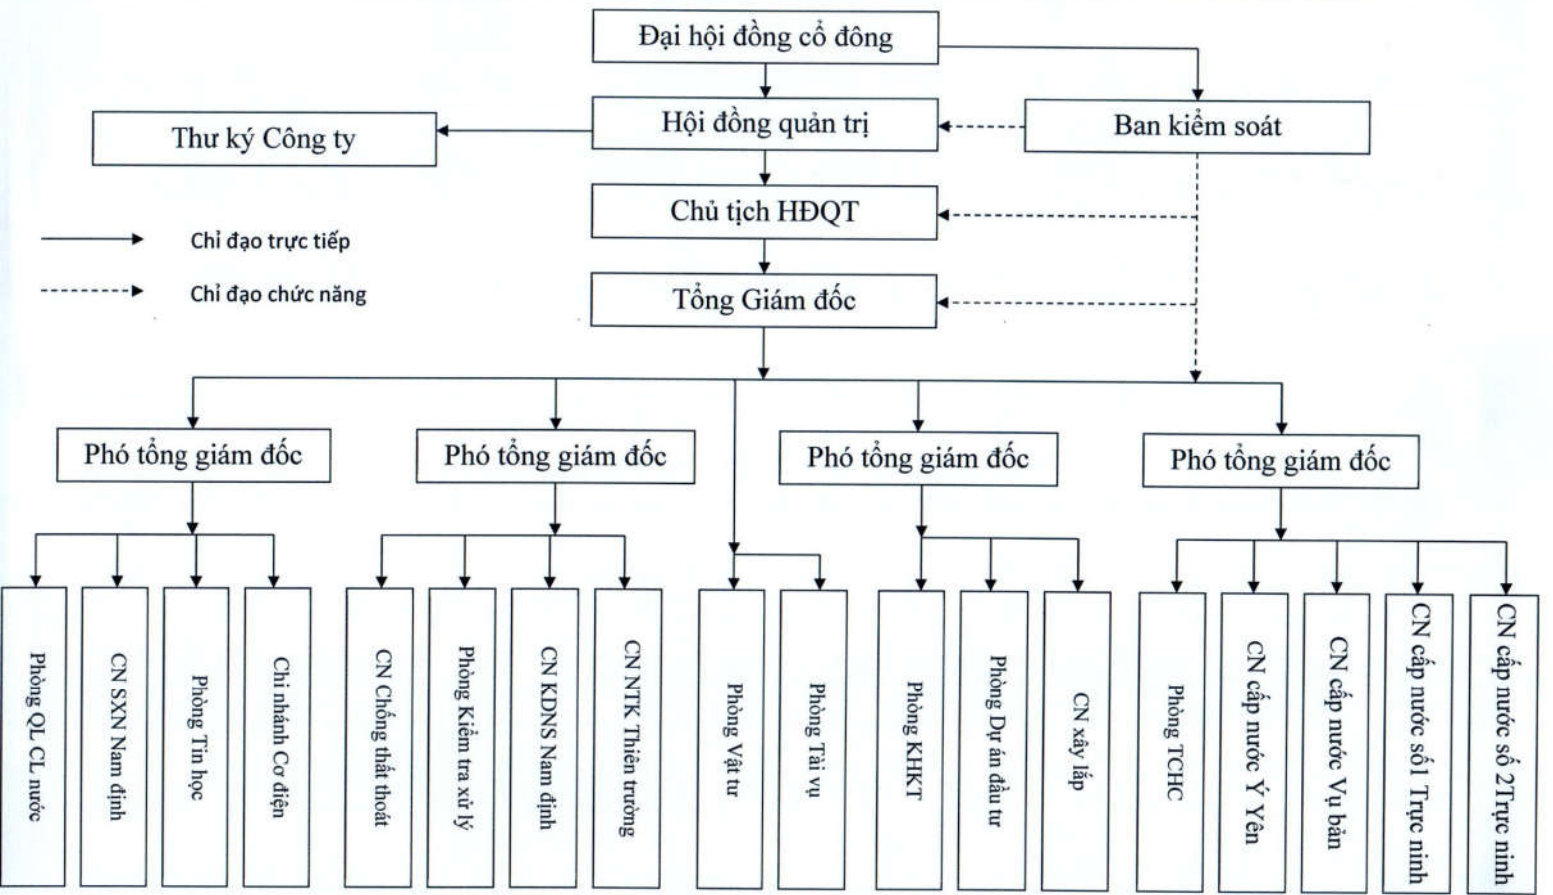 Đại hội đồng cổ đông
Thư ký Công ty
Hội đồng quản trị
Ban kiểm soát
Chủ tịch HĐQT
Chỉ đạo trực tiếp
Chỉ đạo chức năng
Tổng Giám đốc
Phó tổng giám đốc
Phó tổng giám đốc
Phó tổng giám đốc
Phó tổng giám đốc
Phòng QL CL nước
CN SXN Nam định
Phòng Tin học
Chi nhánh Cơ điện
CN Chống thất thoát
Phòng Kiểm tra xử lý
CN KDNS Nam định
CN NTK Thiên trường
Phòng Vật tư
Phòng Tài vụ
Phòng KHKT
Phòng Dự án đầu tư
CN xây lắp
Phòng TCHC
CN cấp nước Ý Yên
CN cấp nước Vụ bản
CN cấp nước số1 Trực ninh
CN cấp nước số 2Trực ninh